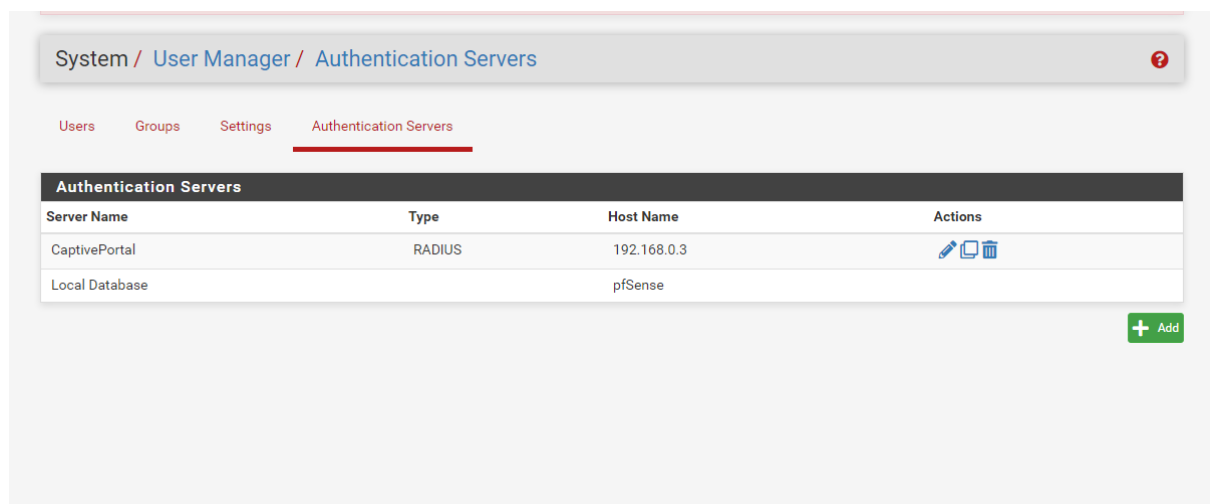 System / User Manager / Authentication Servers
Users Groups Settings Authentication Servers
Authentication Servers
Server Name Type Host Name Actions
CaptivePortal RADIUS 192.168.0.3
Local Database pfSense
Add